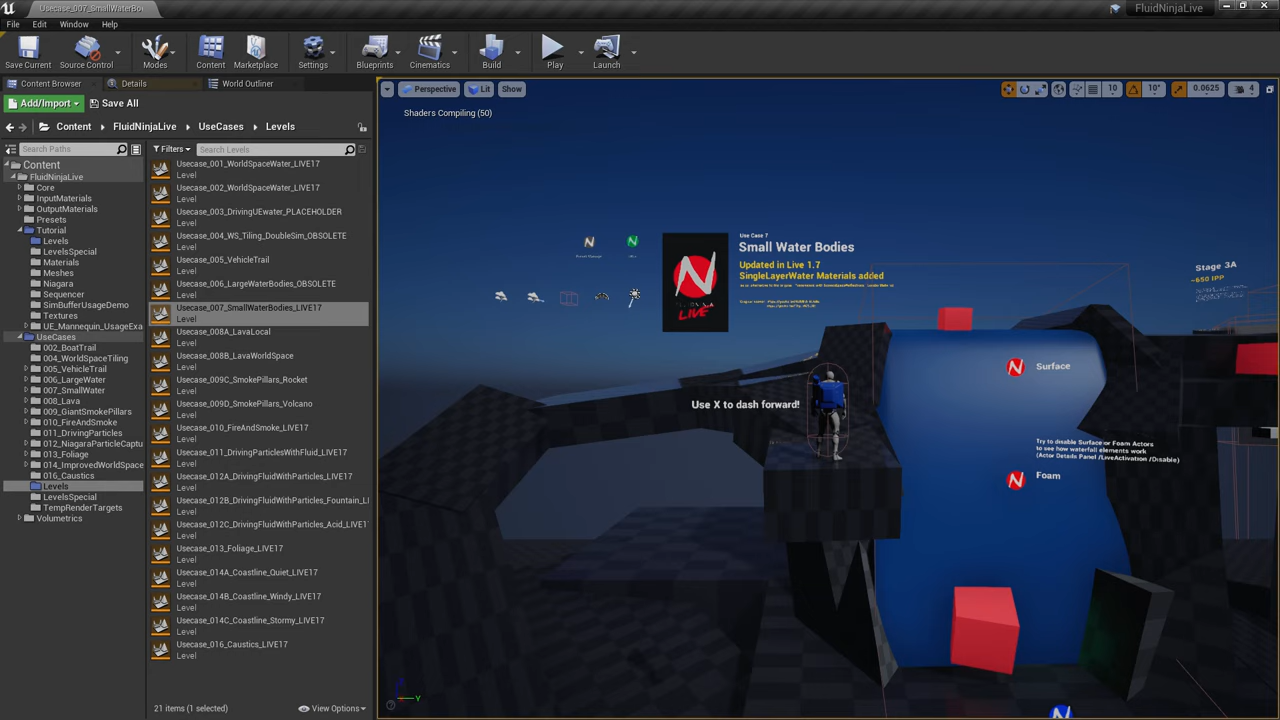 Usecase_007_SmallWaterBo
FluidNinjaLive
File Edit Window Help
Save Current
Source Control
Modes
Content
Marketplace
Settings
Blueprints
Cinematics
Build
Play
Launch
Content Browser
Details
World Outliner
Add/Import
Save All
Content
FluidNinjaLive
UseCases
Levels
Search Paths
Filters
Search Levels
Content
FluidNinjaLive
Core
InputMaterials
OutputMaterials
Presets
Tutorial
Levels
LevelsSpecial
Materials
Meshes
Niagara
Sequencer
SimBufferUsageDemo
Textures
UE_Mannequin_UsageExa
UseCases
002_BoatTrail
004_WorldSpaceTiling
005_VehicleTrail
006_LargeWater
007_SmallWater
008_Lava
009_GiantSmokePillars
010_FireAndSmoke
011_DrivingParticles
012_NiagaraParticleCaptu
013_Foliage
014_ImprovedWorldSpace
016_Caustics
Levels
LevelsSpecial
TempRenderTargets
Volumetrics
Usecase_001_WorldSpaceWater_LIVE17
Level
Usecase_002_WorldSpaceWater_LIVE17
Level
Usecase_003_DrivingUEwater_PLACEHOLDER
Level
Usecase_004_WS_Tiling_DoubleSim_OBSOLETE
Level
Usecase_005_VehicleTrail
Level
Usecase_006_LargeWaterBodies_OBSOLETE
Level
Usecase_007_SmallWaterBodies_LIVE17
Level
Usecase_008A_LavaLocal
Level
Usecase_008B_LavaWorldSpace
Level
Usecase_009C_SmokePillars_Rocket
Level
Usecase_009D_SmokePillars_Volcano
Level
Usecase_010_FireAndSmoke_LIVE17
Level
Usecase_011_DrivingParticlesWithFluid_LIVE17
Level
Usecase_012A_DrivingFluidWithParticles_LIVE17
Level
Usecase_012B_DrivingFluidWithParticles_Fountain_L
Level
Usecase_012C_DrivingFluidWithParticles_Acid_LIVE1
Level
Usecase_013_Foliage_LIVE17
Level
Usecase_014A_Coastline_Quiet_LIVE17
Level
Usecase_014B_Coastline_Windy_LIVE17
Level
Usecase_014C_Coastline_Stormy_LIVE17
Level
Usecase_016_Caustics_LIVE17
Level
21 items (1 selected)
View Options
Perspective
Lit
Show
10
10°
0.0625
4
Shaders Compiling (50)
Use Case 7
Small Water Bodies
Updated in Live 1.7
SingleLayerWater Materials added
N
LIVE
Stage 3A
~650 IPP
Use X to dash forward!
Surface
Try to disable Surface or Foam Actors
to see how waterfall elements work
(Actor Details Panel /LiveActivation /Disable)
Foam
Y